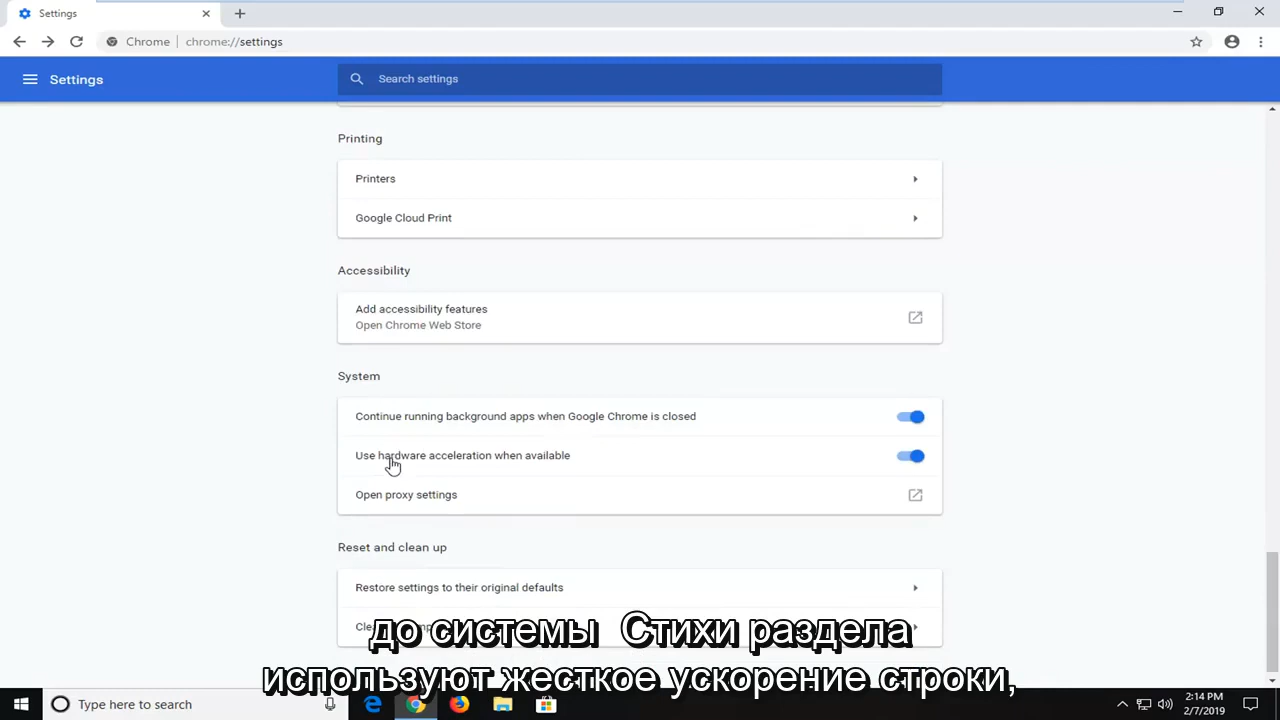 Settings
Chrome
chrome://settings
Settings
Search settings
Printing
Printers
Google Cloud Print
Accessibility
Add accessibility features
Open Chrome Web Store
System
Continue running background apps when Google Chrome is closed
Use hardware acceleration when available
Open proxy settings
Reset and clean up
Restore settings to their original defaults
до системы Стихи раздела
используют жесткое ускорение строки,
Type here to search
2:14 PM
2/7/2019